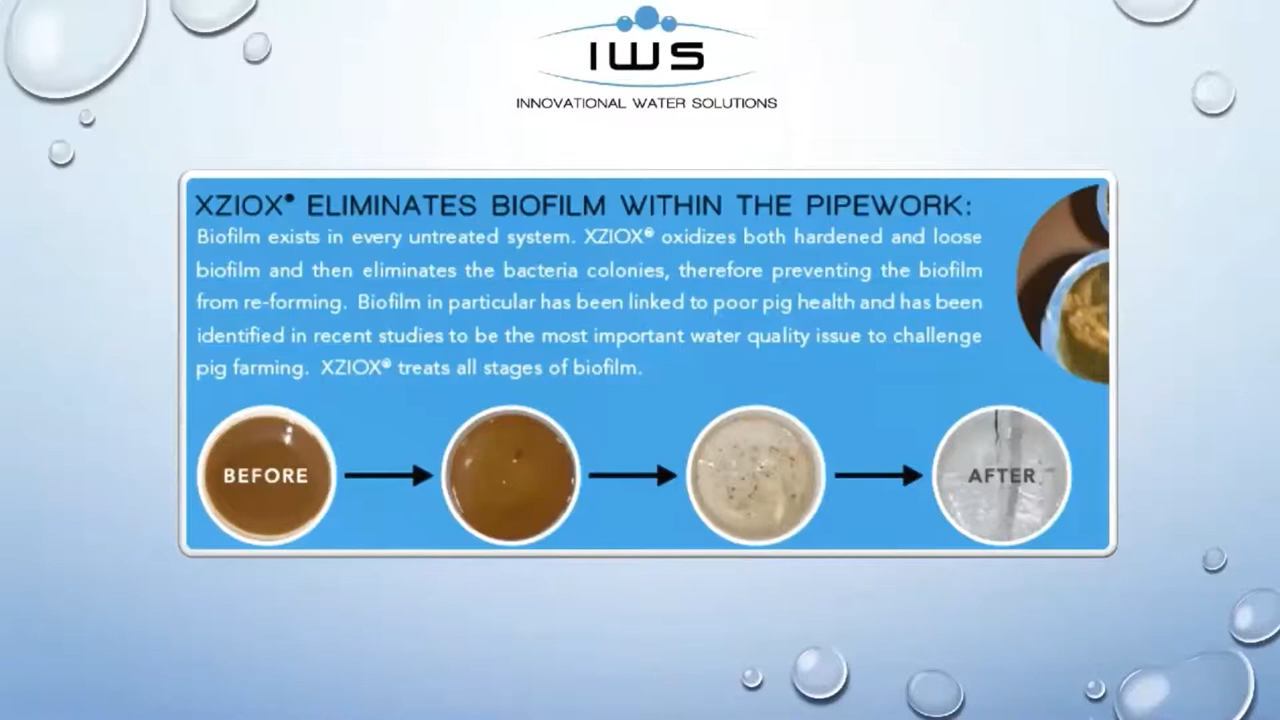 IWS
INNOVATIONAL WATER SOLUTIONS
XZIOX® ELIMINATES BIOFILM WITHIN THE PIPEWORK:
Biofilm exists in every untreated system. XZIOX® oxidizes both hardened and loose
biofilm and then eliminates the bacteria colonies, therefore preventing the biofilm
from re-forming. Biofilm in particular has been linked to poor pig health and has been
identified in recent studies to be the most important water quality issue to challenge
pig farming. XZIOX® treats all stages of biofilm.
BEFORE
AFTER